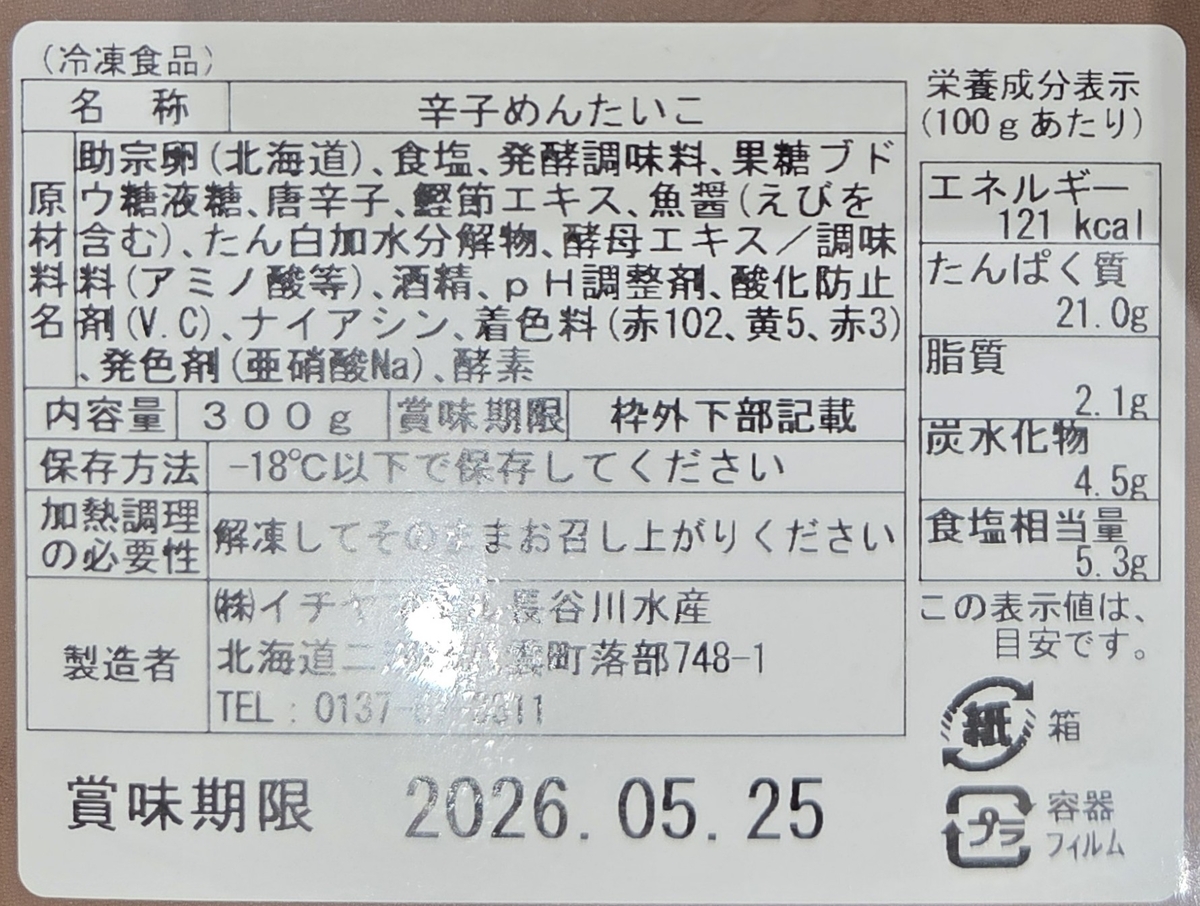 (冷凍食品)
名 称 辛子めんたいこ
原材料名
助宗卵(北海道)、食塩、発酵調味料、果糖ブド
ウ糖液糖、唐辛子、鰹節エキス、魚醤(えびを
含む)、たん白加水分解物、酵母エキス/調味
料(アミノ酸等)、酒精、pH調整剤、酸化防止
剤(V.C)、ナイアシン、着色料(赤102、黄5、赤3)
、発色剤(亜硝酸Na)、酵素
内容量 300g 賞味期限 枠外下部記載
保存方法 -18℃以下で保存してください
加熱調理
の必要性
解凍してそのままお召し上がりください
製造者
㈱イチヤ 長谷川水産
北海道二 町落部748-1
TEL: 0137- 11
賞味期限 2026.05.25
栄養成分表示
(100gあたり)
エネルギー
121 kcal
たんぱく質
21.0g
脂質
2.1g
炭水化物
4.5g
食塩相当量
5.3g
この表示値は、
目安です。
紙 箱
プラ 容器
フィルム